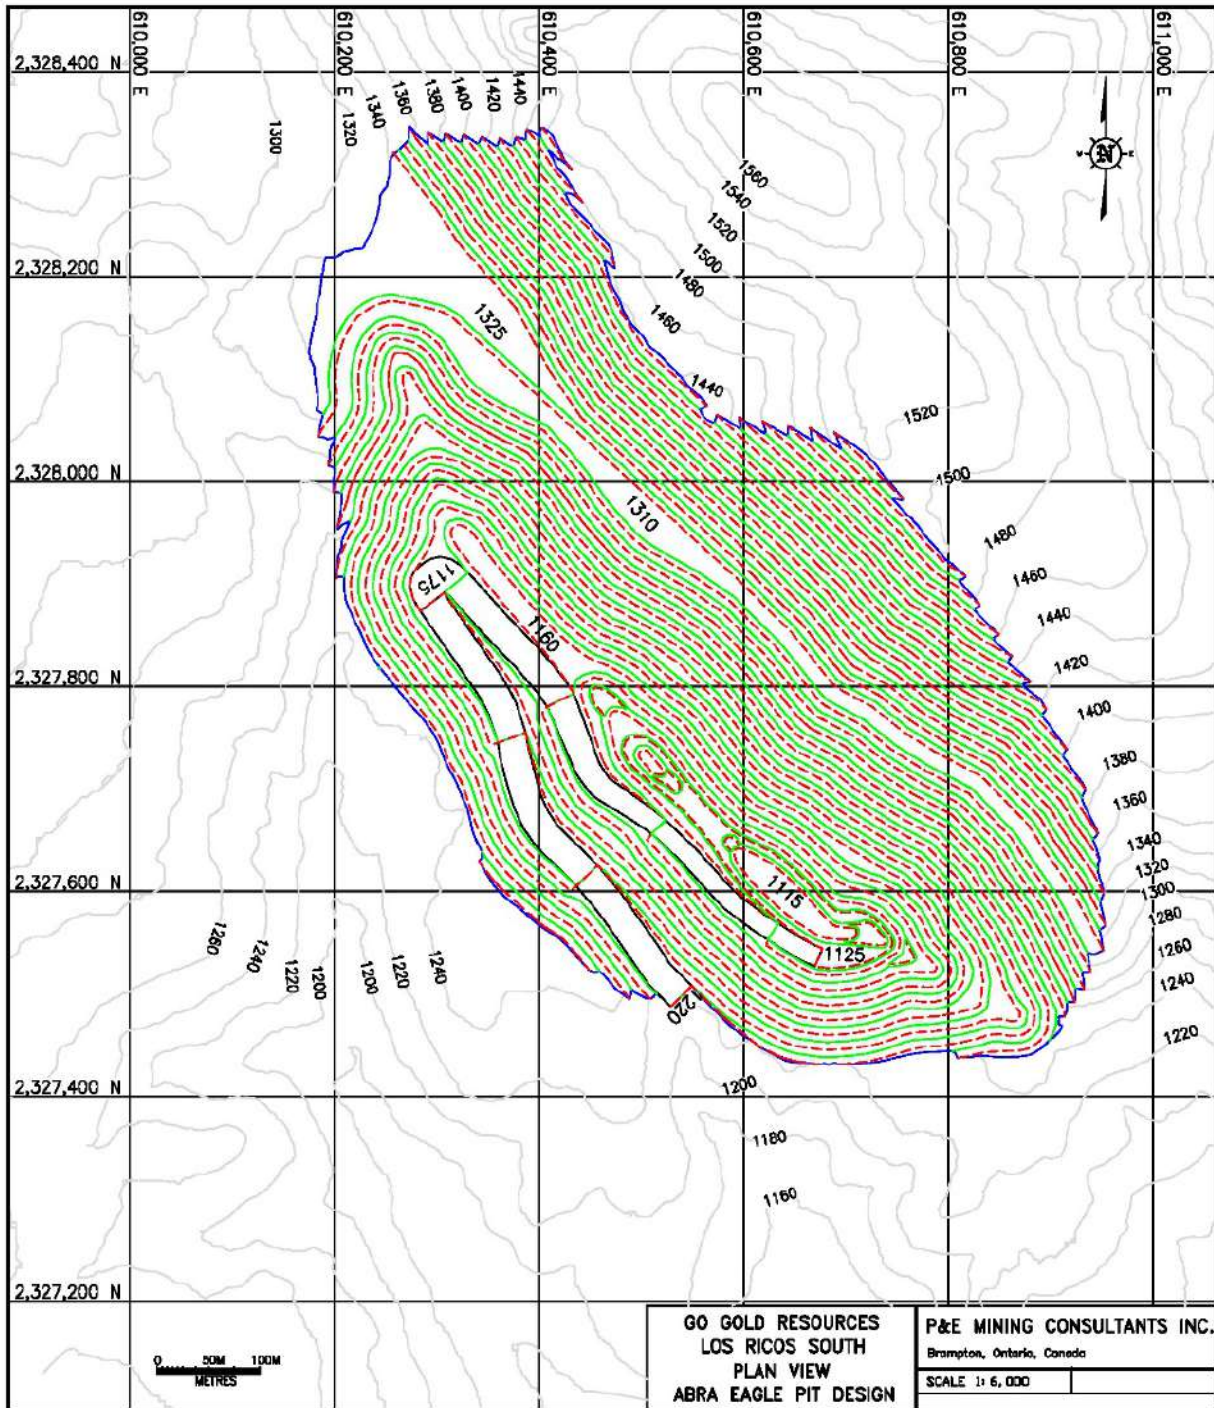 610,000 E
610,200 E
610,400 E
610,600 E
610,800 E
611,000 E
2,328,400 N
1300
1320
1340
1360
1380
1400
1420
1440
N
W
E
1560
1540
1520
1500
1480
1460
1440
2,328,200 N
1325
1520
2,328,000 N
1500
1310
1480
1460
1440
1420
1400
1380
1360
1340
1320
1300
1280
1260
1240
1220
1175
1160
2,327,800 N
2,327,600 N
1115
1125
1260
1240
1220
1200
1200
1220
1240
1220
2,327,400 N
1200
1180
1160
2,327,200 N
0 50M 100M
METRES
GO GOLD RESOURCES
LOS RICOS SOUTH
PLAN VIEW
ABRA EAGLE PIT DESIGN
P&E MINING CONSULTANTS INC.
Brampton, Ontario, Canada
SCALE 1: 6,000